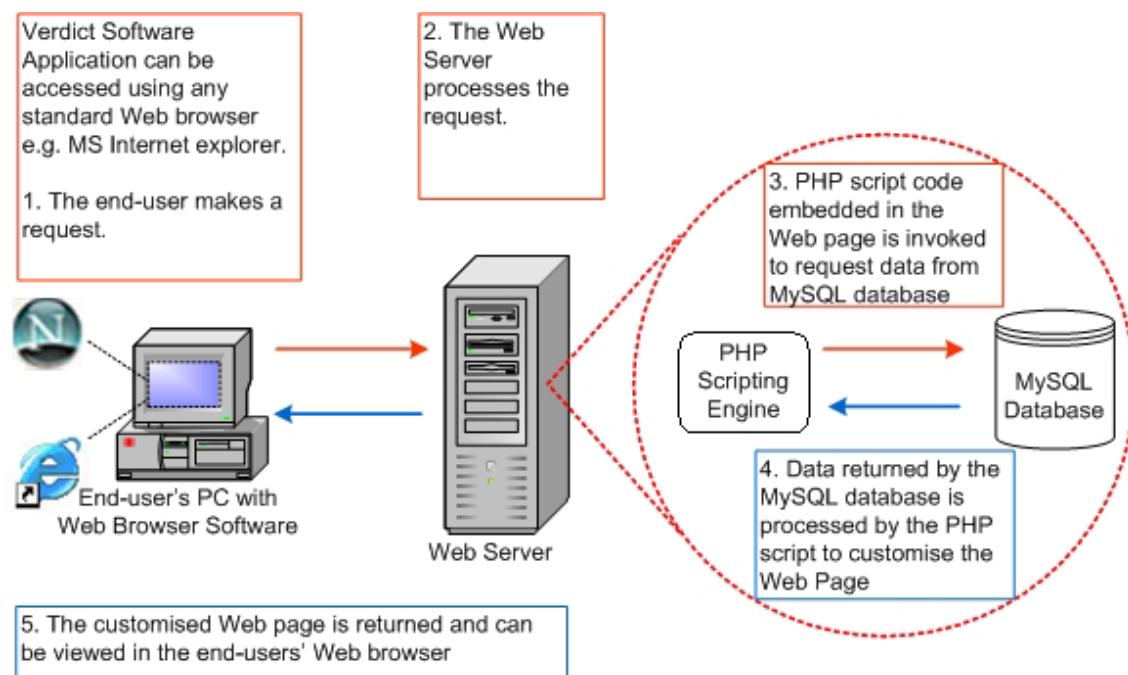 Verdict Software
Application can be
accessed using any
standard Web browser
e.g. MS Internet explorer.
1. The end-user makes a
request.
2. The Web
Server
processes the
request.
3. PHP script code
embedded in the
Web page is invoked
to request data from
MySQL database
N
PHP
Scripting
Engine
MySQL
Database
e
End-user's PC with
Web Browser Software
Web Server
4. Data returned by the
MySQL database is
processed by the PHP
script to customise the
Web Page
5. The customised Web page is returned and can
be viewed in the end-users' Web browser